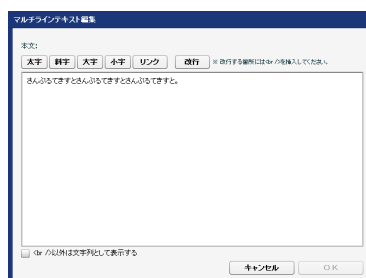 マルチラインテキスト編集
本文:
太字 斜字 大字 小字 リンク 改行 ※ 改行する箇所には<br />を挿入してください。
さんぷるてきすとさんぷるてきすとさんぷるてきすと。
<br />以外は文字列として表示する
キャンセル OK